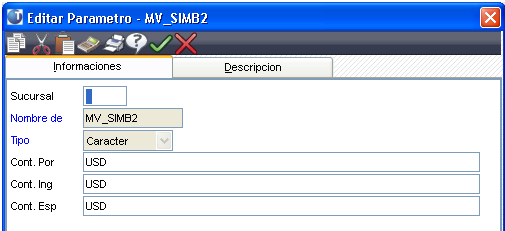 Editar Parametro - MV_SIMB2
Informaciones
Descripcion
Sucursal
Nombre de MV_SIMB2
Tipo Caracter
Cont. Por USD
Cont. Ing USD
Cont. Esp USD